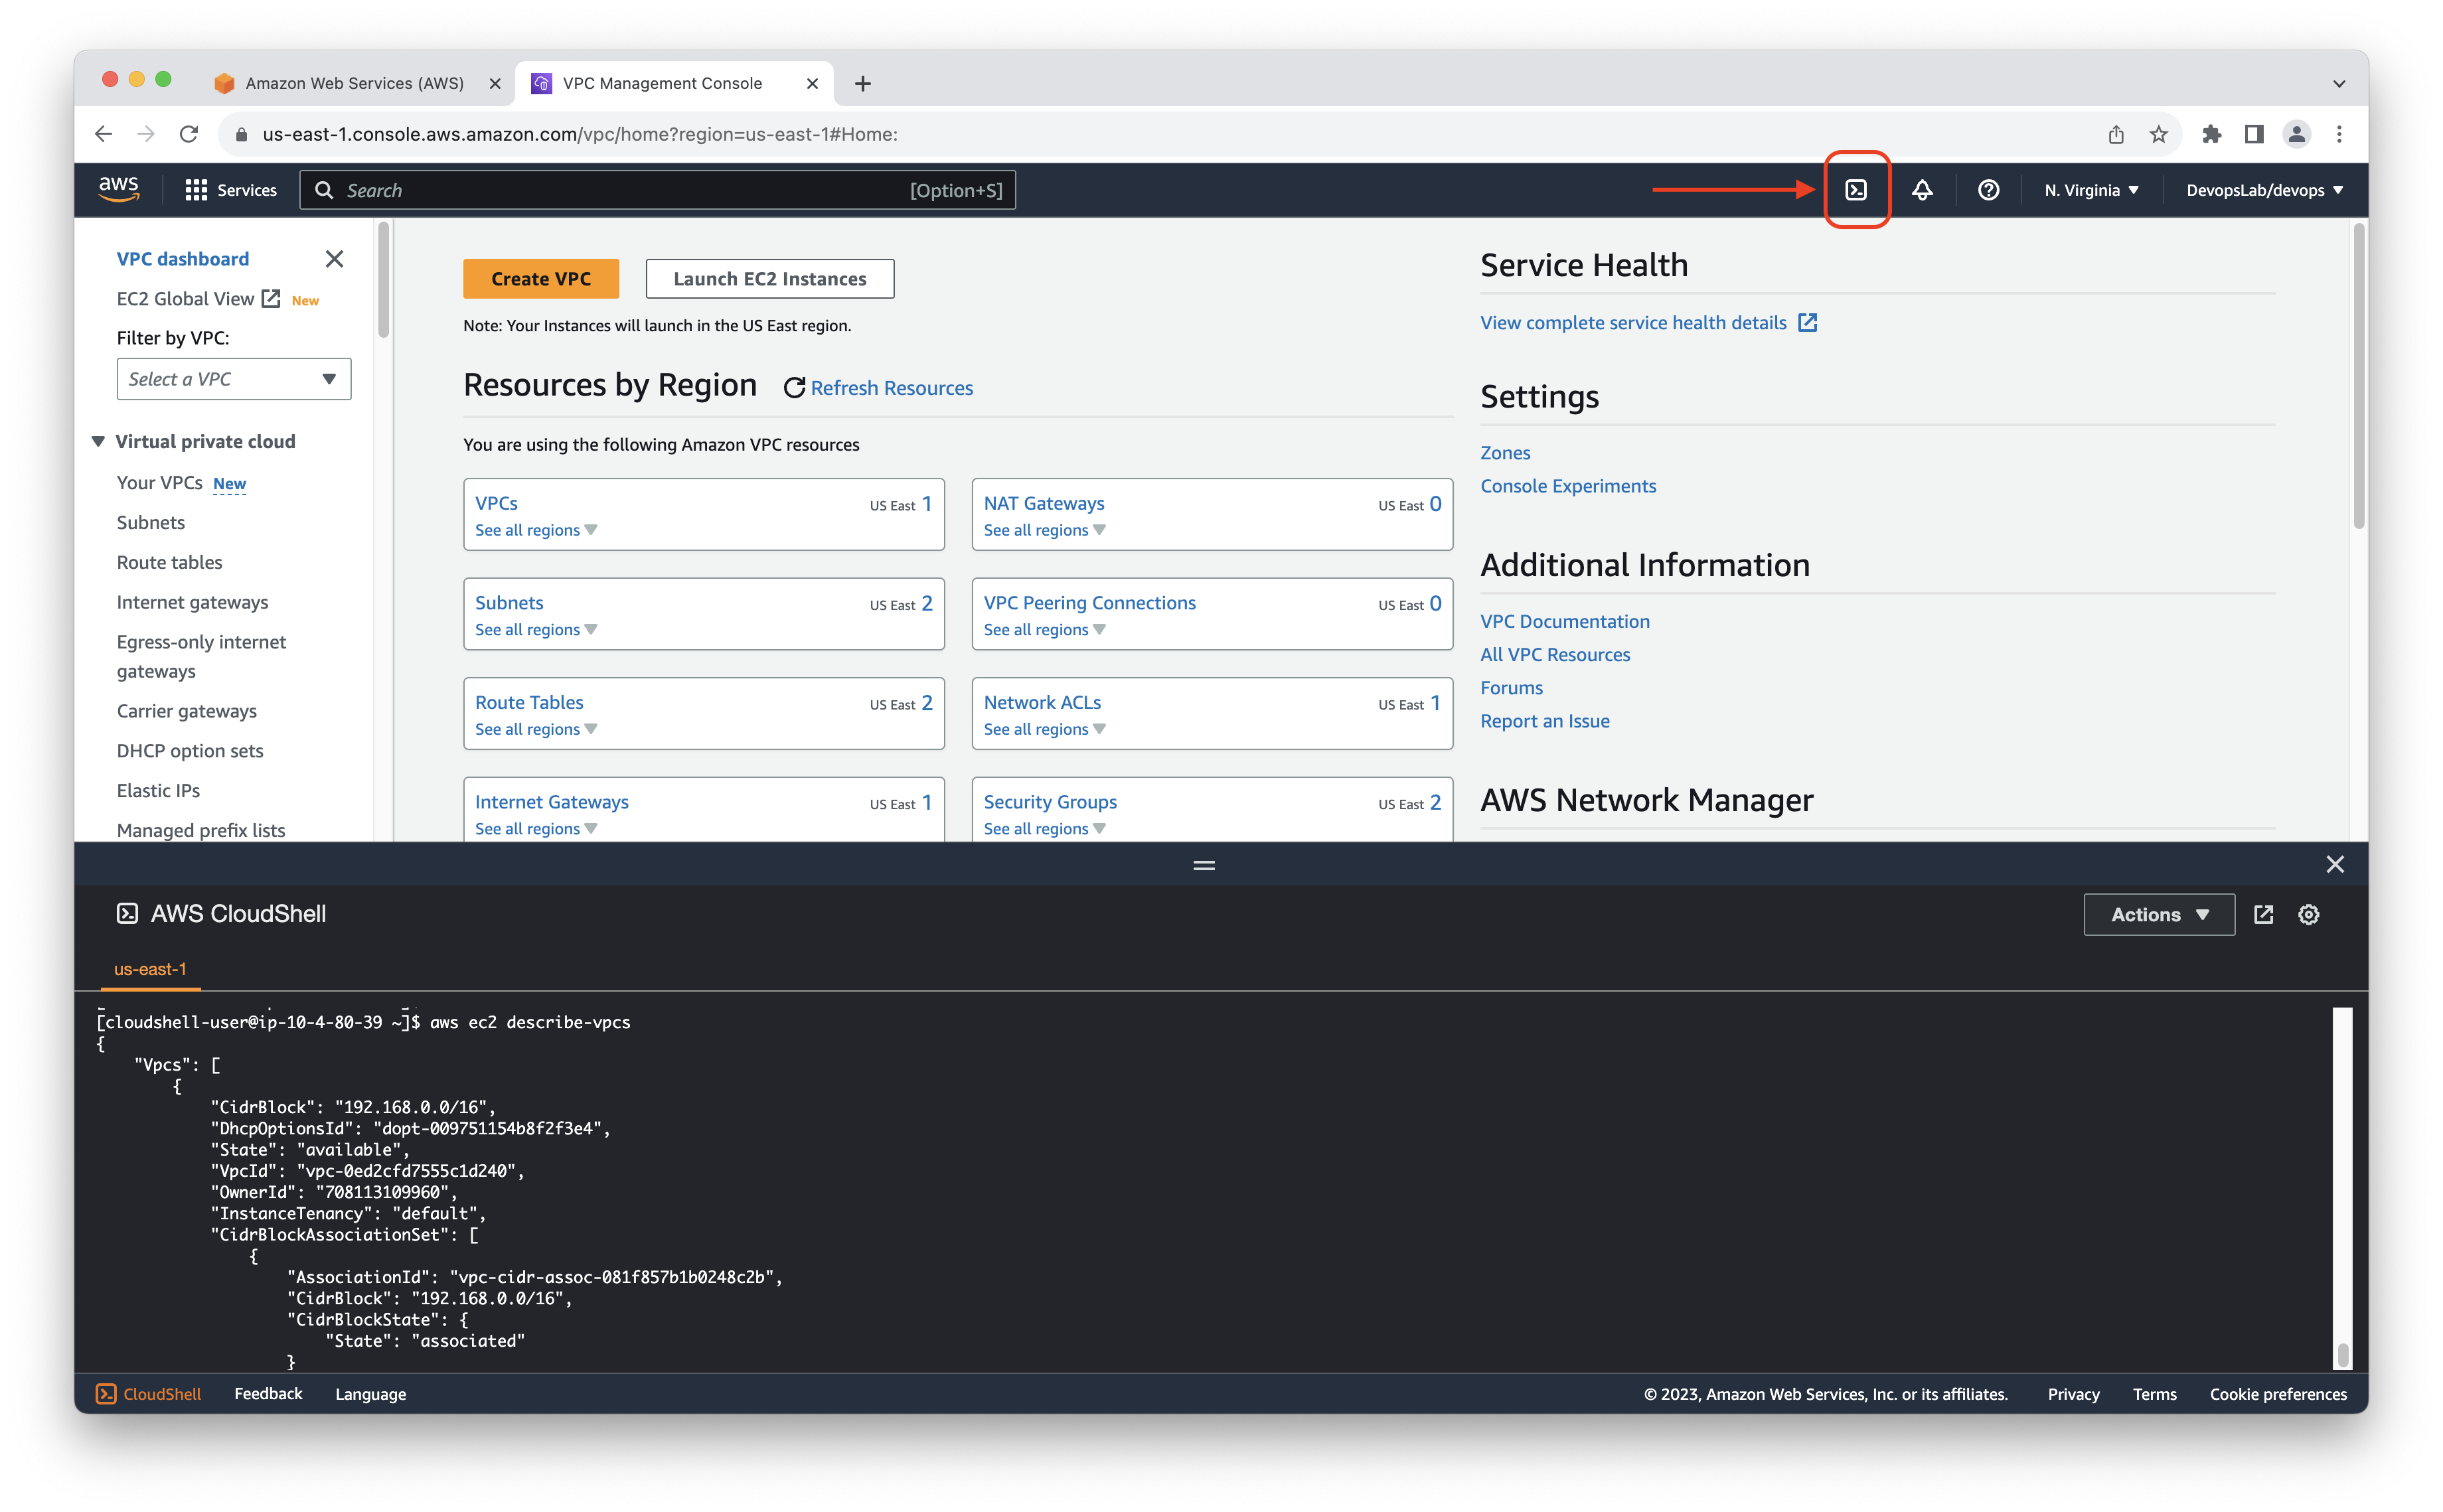 Amazon Web Services (AWS)
VPC Management Console
us-east-1.console.aws.amazon.com/vpc/home?region=us-east-1#Home:
aws
Services
Search
[Option+S]
N. Virginia
DevopsLab/devops
VPC dashboard
EC2 Global View New
Filter by VPC:
Select a VPC
Virtual private cloud
Your VPCs New
Subnets
Route tables
Internet gateways
Egress-only internet
gateways
Carrier gateways
DHCP option sets
Elastic IPs
Managed prefix lists
Create VPC
Launch EC2 Instances
Note: Your Instances will launch in the US East region.
Resources by Region
Refresh Resources
You are using the following Amazon VPC resources
VPCs US East 1
See all regions
NAT Gateways US East 0
See all regions
Subnets US East 2
See all regions
VPC Peering Connections US East 0
See all regions
Route Tables US East 2
See all regions
Network ACLs US East 1
See all regions
Internet Gateways US East 1
See all regions
Security Groups US East 2
See all regions
Service Health
View complete service health details
Settings
Zones
Console Experiments
Additional Information
VPC Documentation
All VPC Resources
Forums
Report an Issue
AWS Network Manager
AWS CloudShell
Actions
us-east-1
[cloudshell-user@ip-10-4-80-39 ~]$ aws ec2 describe-vpcs
{
"Vpcs": [
{
"CidrBlock": "192.168.0.0/16",
"DhcpOptionsId": "dopt-009751154b8f2f3e4",
"State": "available",
"VpcId": "vpc-0ed2cfd7555c1d240",
"OwnerId": "708113109960",
"InstanceTenancy": "default",
"CidrBlockAssociationSet": [
{
"AssociationId": "vpc-cidr-assoc-081f857b1b0248c2b",
"CidrBlock": "192.168.0.0/16",
"CidrBlockState": {
"State": "associated"
}
CloudShell
Feedback
Language
© 2023, Amazon Web Services, Inc. or its affiliates.
Privacy
Terms
Cookie preferences